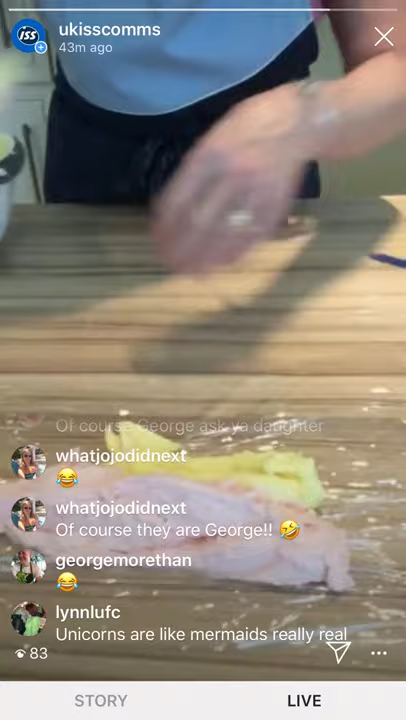 iss
ukisscomms
43m ago
Of course George ask ya daughter
whatjojodidnext
😂
whatjojodidnext
Of course they are George!! 🤣
georgemorethan
😂
lynnlufc
Unicorns are like mermaids really real
83
STORY
LIVE